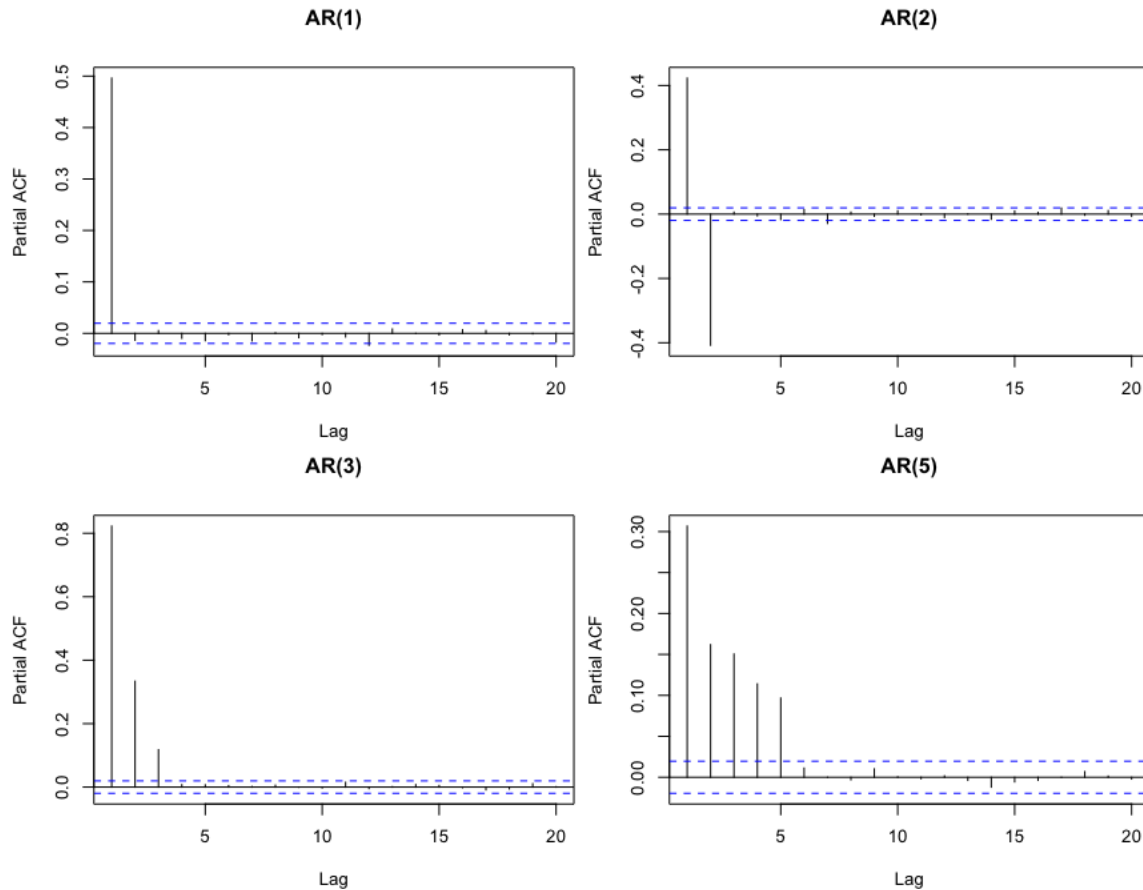 AR(1)
Partial ACF
0.0 0.1 0.2 0.3 0.4 0.5
5 10 15 20
Lag
AR(2)
Partial ACF
-0.4 -0.2 0.0 0.2 0.4
5 10 15 20
Lag
AR(3)
Partial ACF
0.0 0.2 0.4 0.6 0.8
5 10 15 20
Lag
AR(5)
Partial ACF
0.00 0.10 0.20 0.30
5 10 15 20
Lag